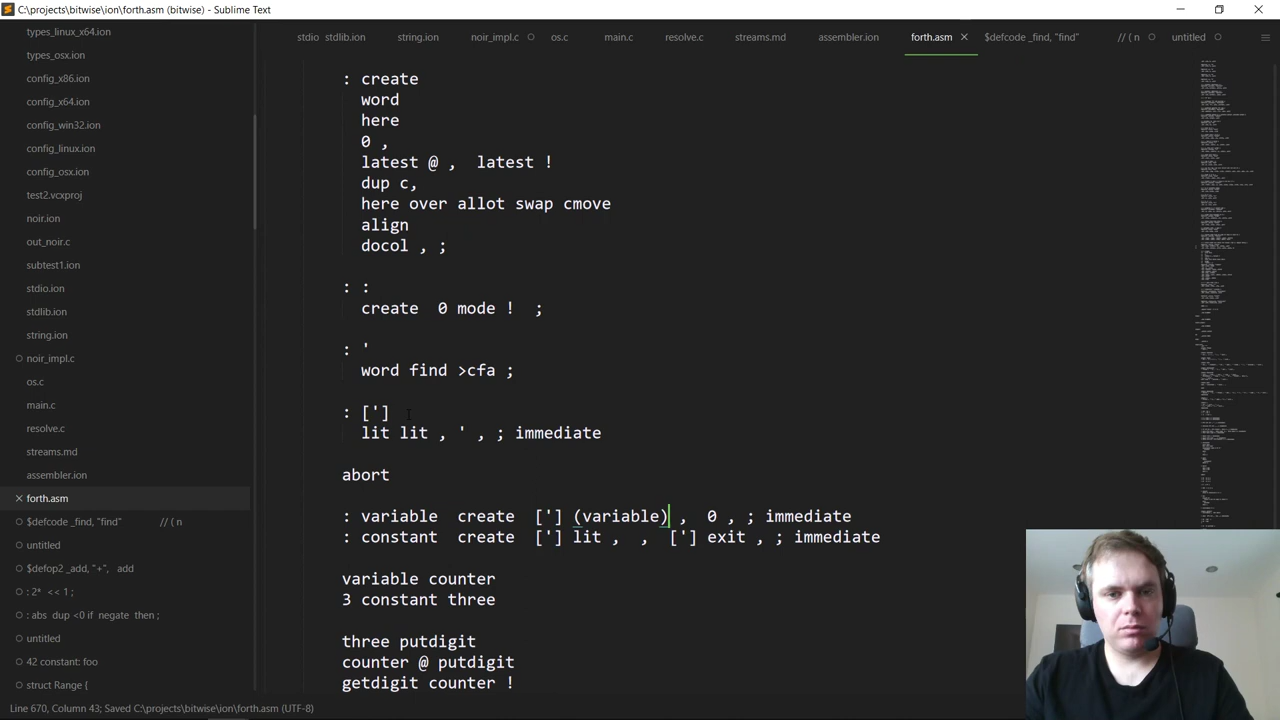 C:\projects\bitwise\ion\forth.asm (bitwise) - Sublime Text
types_linux_x64.ion
types_osx.ion
config_x86.ion
config_x64.ion
config_win32.ion
config_linux.ion
config_osx.ion
test2.vcxproj
noir.ion
out_noir.c
subtest1.ion
stdio.ion
stdlib.ion
string.ion
noir_impl.c
os.c
main.c
resolve.c
streams.md
assembler.ion
forth.asm
$defcode _find, "find" // ( n
untitled
$defop2 _add, "+", add
: 2* << 1 ;
: abs dup <0 if negate then ;
untitled
42 constant: foo
struct Range {
stdio stdlib.ion string.ion noir_impl.c os.c main.c resolve.c streams.md assembler.ion forth.asm $defcode _find, "find" // ( n untitled
: create
word
here
0 ,
latest @ , latest !
dup c,
here over allot swap cmove
align
docol , ;
: :
create 0 mode ! ;
: '
word find >cfa ;
: [']
lit lit , ' , ; immediate
abort
: variable create ['] (variable) , 0 , ; imediate
: constant create ['] lit , , ['] exit , ; immediate
variable counter
3 constant three
three putdigit
counter @ putdigit
getdigit counter !
Line 670, Column 43; Saved C:\projects\bitwise\ion\forth.asm (UTF-8)